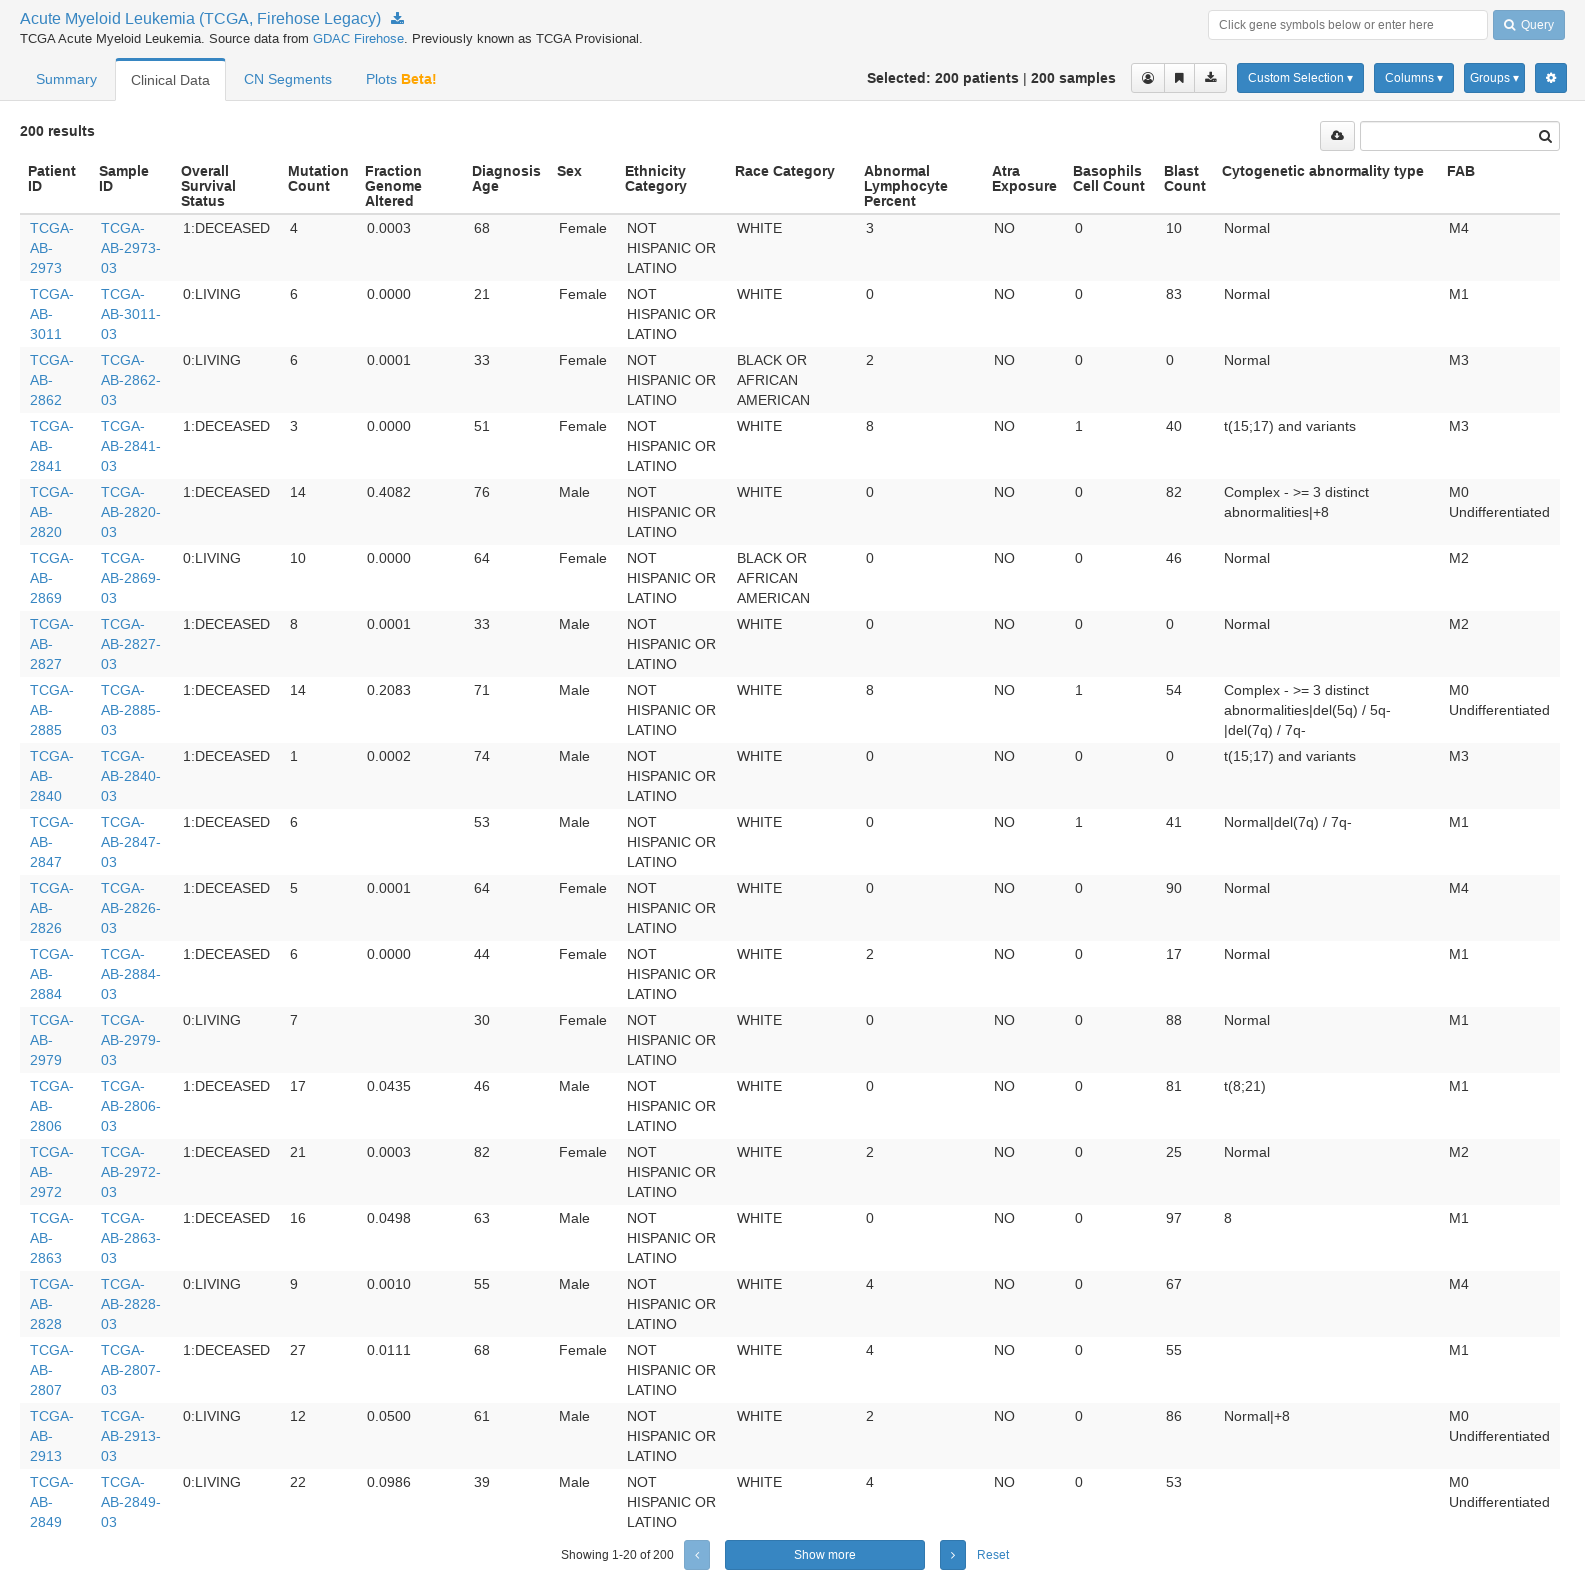 Acute Myeloid Leukemia (TCGA, Firehose Legacy)
TCGA Acute Myeloid Leukemia. Source data from GDAC Firehose. Previously known as TCGA Provisional.
Click gene symbols below or enter here Query
Summary Clinical Data CN Segments Plots Beta! Selected: 200 patients | 200 samples Custom Selection ▾ Columns ▾ Groups ▾
200 results
Patient Sample Overall Mutation Fraction Diagnosis Sex Ethnicity Race Category Abnormal Atra Basophils Blast Cytogenetic abnormality type FAB
ID ID Survival Count Genome Age Category Lymphocyte Exposure Cell Count Count
Status Altered Percent
TCGA- TCGA- 1:DECEASED 4 0.0003 68 Female NOT WHITE 3 NO 0 10 Normal M4
AB- AB-2973- HISPANIC OR
2973 03 LATINO
TCGA- TCGA- 0:LIVING 6 0.0000 21 Female NOT WHITE 0 NO 0 83 Normal M1
AB- AB-3011- HISPANIC OR
3011 03 LATINO
TCGA- TCGA- 0:LIVING 6 0.0001 33 Female NOT BLACK OR 2 NO 0 0 Normal M3
AB- AB-2862- HISPANIC OR AFRICAN
2862 03 LATINO AMERICAN
TCGA- TCGA- 1:DECEASED 3 0.0000 51 Female NOT WHITE 8 NO 1 40 t(15;17) and variants M3
AB- AB-2841- HISPANIC OR
2841 03 LATINO
TCGA- TCGA- 1:DECEASED 14 0.4082 76 Male NOT WHITE 0 NO 0 82 Complex - >= 3 distinct M0
AB- AB-2820- HISPANIC OR abnormalities|+8 Undifferentiated
2820 03 LATINO
TCGA- TCGA- 0:LIVING 10 0.0000 64 Female NOT BLACK OR 0 NO 0 46 Normal M2
AB- AB-2869- HISPANIC OR AFRICAN
2869 03 LATINO AMERICAN
TCGA- TCGA- 1:DECEASED 8 0.0001 33 Male NOT WHITE 0 NO 0 0 Normal M2
AB- AB-2827- HISPANIC OR
2827 03 LATINO
TCGA- TCGA- 1:DECEASED 14 0.2083 71 Male NOT WHITE 8 NO 1 54 Complex - >= 3 distinct M0
AB- AB-2885- HISPANIC OR abnormalities|del(5q) / 5q- Undifferentiated
2885 03 LATINO |del(7q) / 7q-
TCGA- TCGA- 1:DECEASED 1 0.0002 74 Male NOT WHITE 0 NO 0 0 t(15;17) and variants M3
AB- AB-2840- HISPANIC OR
2840 03 LATINO
TCGA- TCGA- 1:DECEASED 6 53 Male NOT WHITE 0 NO 1 41 Normal|del(7q) / 7q- M1
AB- AB-2847- HISPANIC OR
2847 03 LATINO
TCGA- TCGA- 1:DECEASED 5 0.0001 64 Female NOT WHITE 0 NO 0 90 Normal M4
AB- AB-2826- HISPANIC OR
2826 03 LATINO
TCGA- TCGA- 1:DECEASED 6 0.0000 44 Female NOT WHITE 2 NO 0 17 Normal M1
AB- AB-2884- HISPANIC OR
2884 03 LATINO
TCGA- TCGA- 0:LIVING 7 30 Female NOT WHITE 0 NO 0 88 Normal M1
AB- AB-2979- HISPANIC OR
2979 03 LATINO
TCGA- TCGA- 1:DECEASED 17 0.0435 46 Male NOT WHITE 0 NO 0 81 t(8;21) M1
AB- AB-2806- HISPANIC OR
2806 03 LATINO
TCGA- TCGA- 1:DECEASED 21 0.0003 82 Female NOT WHITE 2 NO 0 25 Normal M2
AB- AB-2972- HISPANIC OR
2972 03 LATINO
TCGA- TCGA- 1:DECEASED 16 0.0498 63 Male NOT WHITE 0 NO 0 97 8 M1
AB- AB-2863- HISPANIC OR
2863 03 LATINO
TCGA- TCGA- 0:LIVING 9 0.0010 55 Male NOT WHITE 4 NO 0 67 M4
AB- AB-2828- HISPANIC OR
2828 03 LATINO
TCGA- TCGA- 1:DECEASED 27 0.0111 68 Female NOT WHITE 4 NO 0 55 M1
AB- AB-2807- HISPANIC OR
2807 03 LATINO
TCGA- TCGA- 0:LIVING 12 0.0500 61 Male NOT WHITE 2 NO 0 86 Normal|+8 M0
AB- AB-2913- HISPANIC OR Undifferentiated
2913 03 LATINO
TCGA- TCGA- 0:LIVING 22 0.0986 39 Male NOT WHITE 4 NO 0 53 M0
AB- AB-2849- HISPANIC OR Undifferentiated
2849 03 LATINO
Showing 1-20 of 200 ‹ Show more › Reset